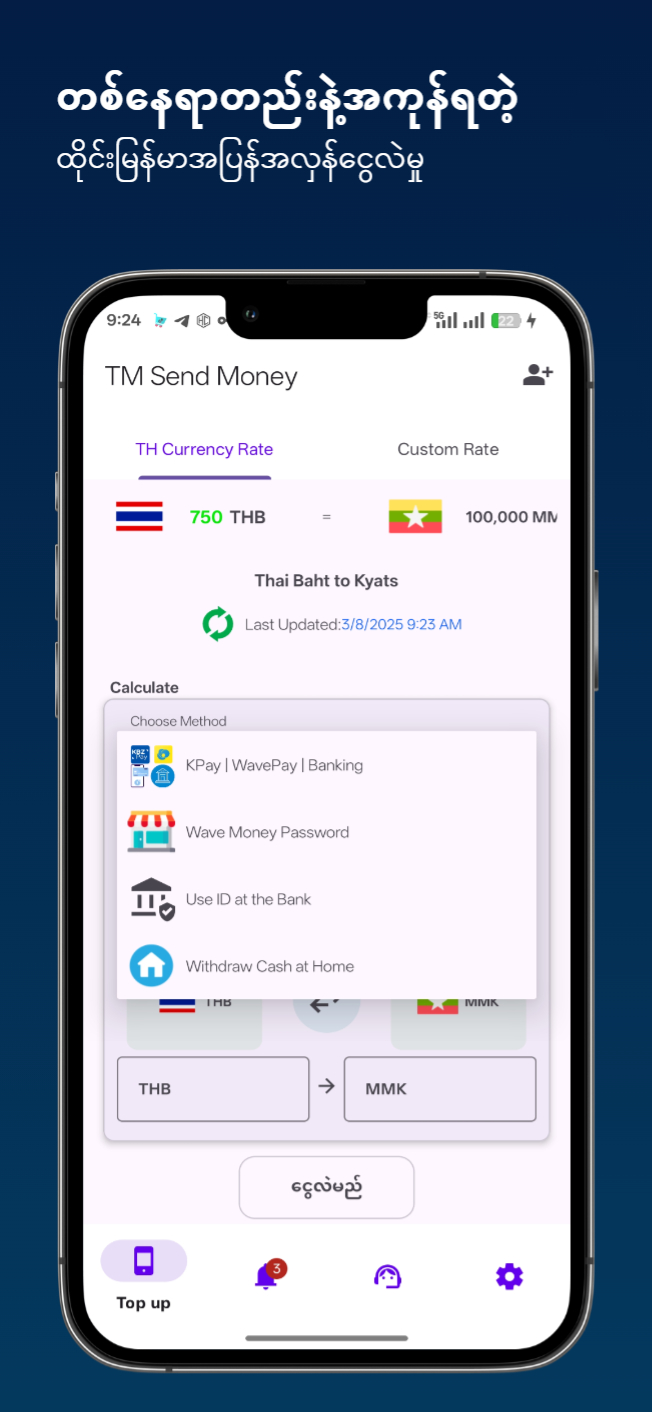 တစ်နေရာတည်းနဲ့အကုန်ရတဲ့
ထိုင်းမြန်မာအပြန်အလှန်ငွေလဲမှု
9:24
5G
22
TM Send Money
TH Currency Rate
Custom Rate
750 THB = 100,000 MM
Thai Baht to Kyats
Last Updated:3/8/2025 9:23 AM
Calculate
Choose Method
KBZ Pay
KPay | WavePay | Banking
Wave Money Password
Use ID at the Bank
Withdraw Cash at Home
THB
MMK
THB
MMK
ငွေလဲမည်
3
Top up